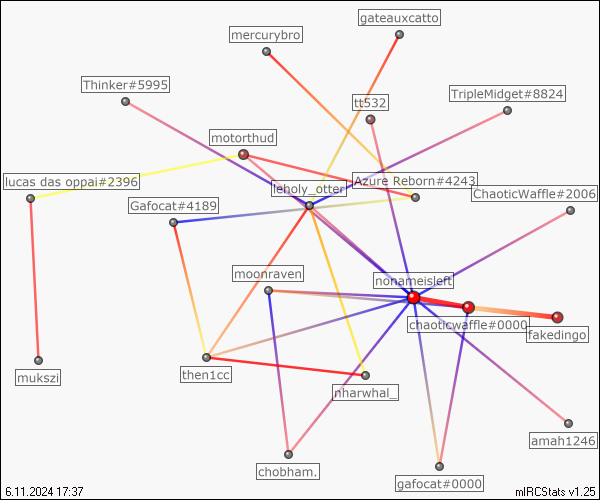 gateauxcatto
mercurybro
Thinker#5995
TripleMidget#8824
tt532
motorthud
lucas das oppai#2396
leholy_otter
Azure Reborn#4243
ChaoticWaffle#2006
Gafocat#4189
moonraven
nonameisleft
chaoticwaffle#0000
fakedingo
then1cc
mukszi
nharwhal_
amah1246
chobham.
gafocat#0000
6.11.2024 17:37
mIRCStats v1.25